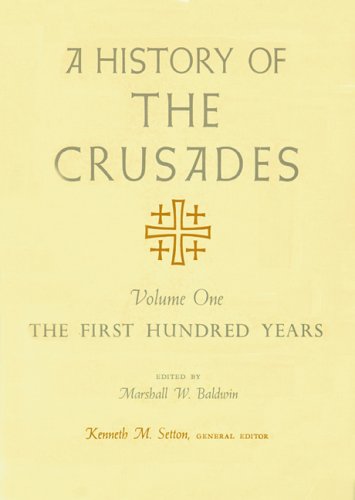 A HISTORY OF
THE
CRUSADES
Volume One
THE FIRST HUNDRED YEARS
EDITED BY
Marshall W. Baldwin
Kenneth M. Setton, GENERAL EDITOR